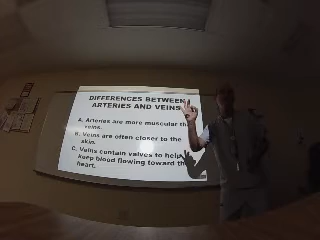 DIFFERENCES BETWEEN
ARTERIES AND VEINS
A. Arteries are more muscular th
veins.
B. Veins are often closer to the
skin.
C. Veins contain valves to help
keep blood flowing toward th
heart.